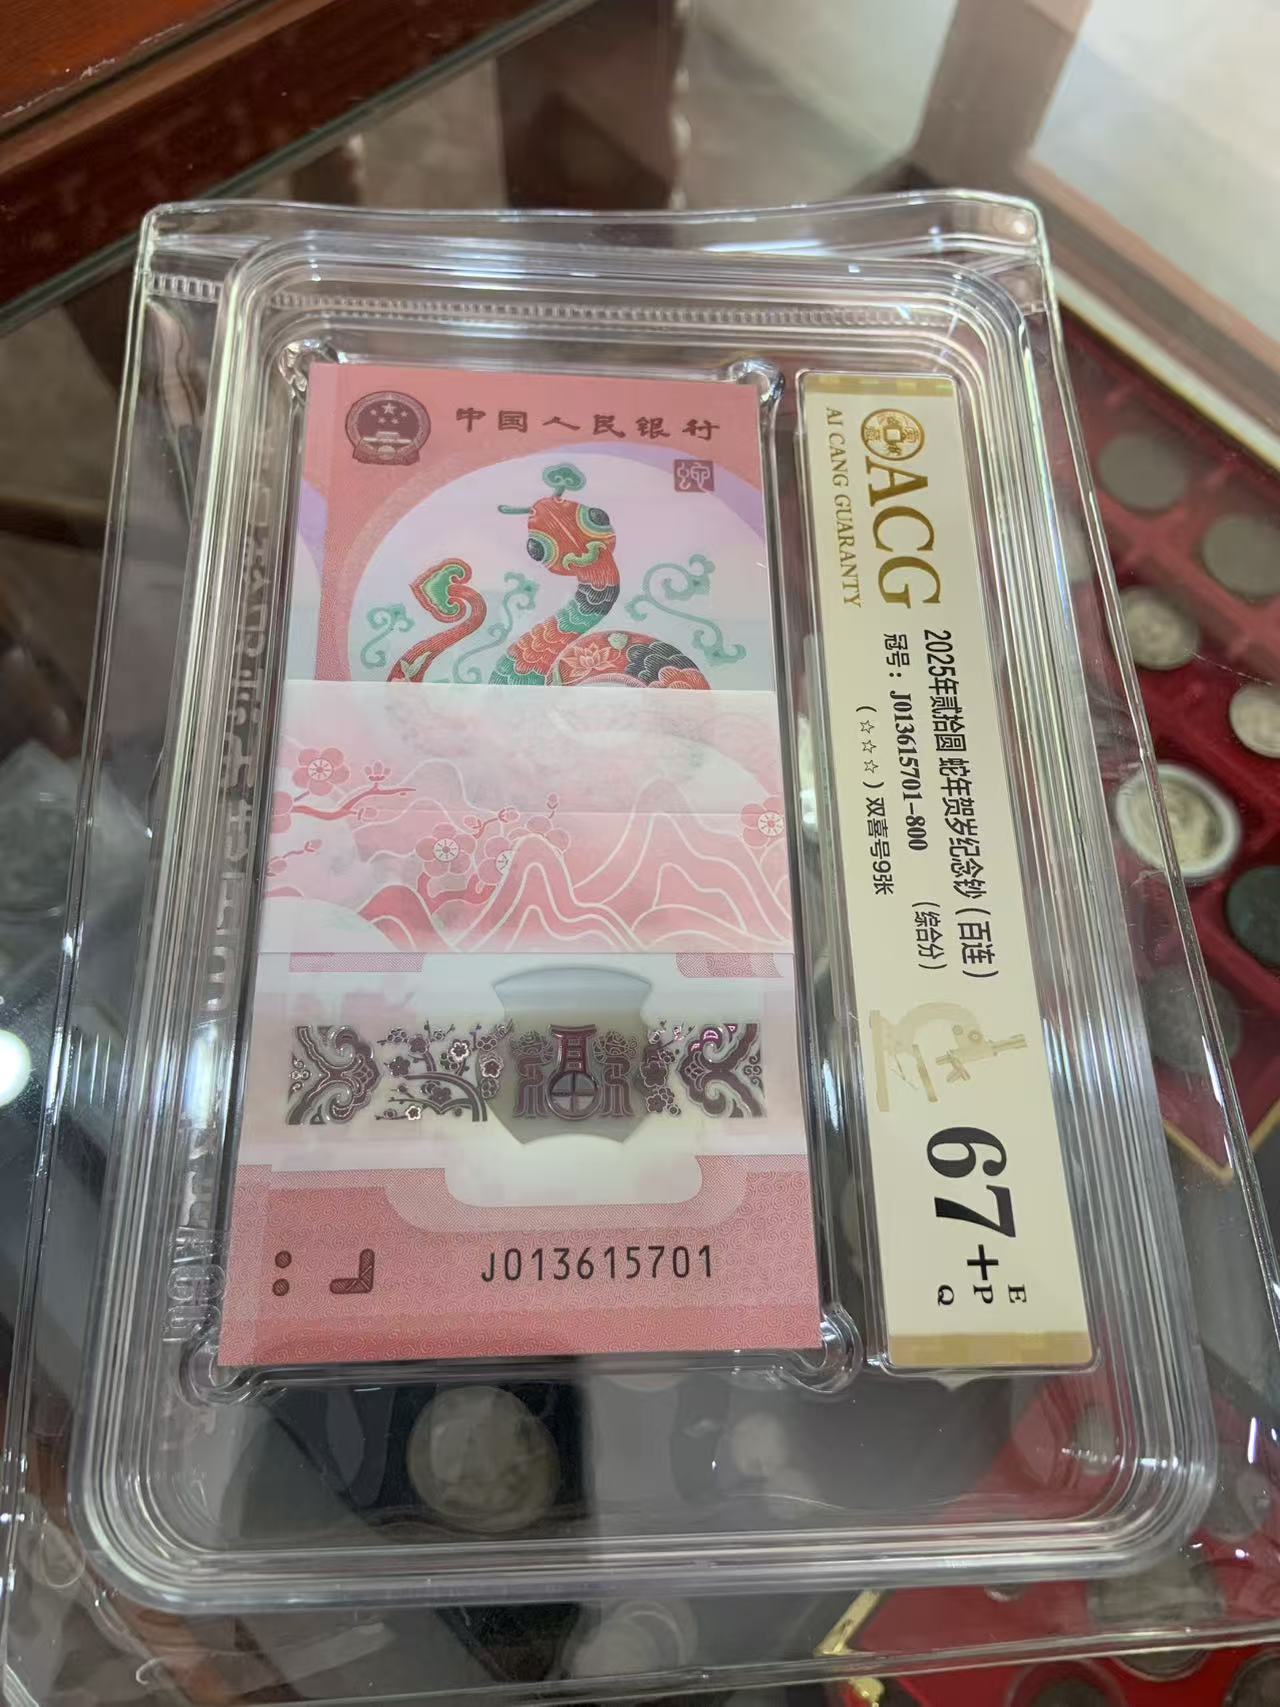 中国人民银行
J013615701
ACG
AI CANG GUARANTY
2025年贰拾圆 蛇年贺岁纪念钞（百连）
冠号：J013615701-800
（综合分）
（☆☆☆）双喜号9张
67+
E
P
Q